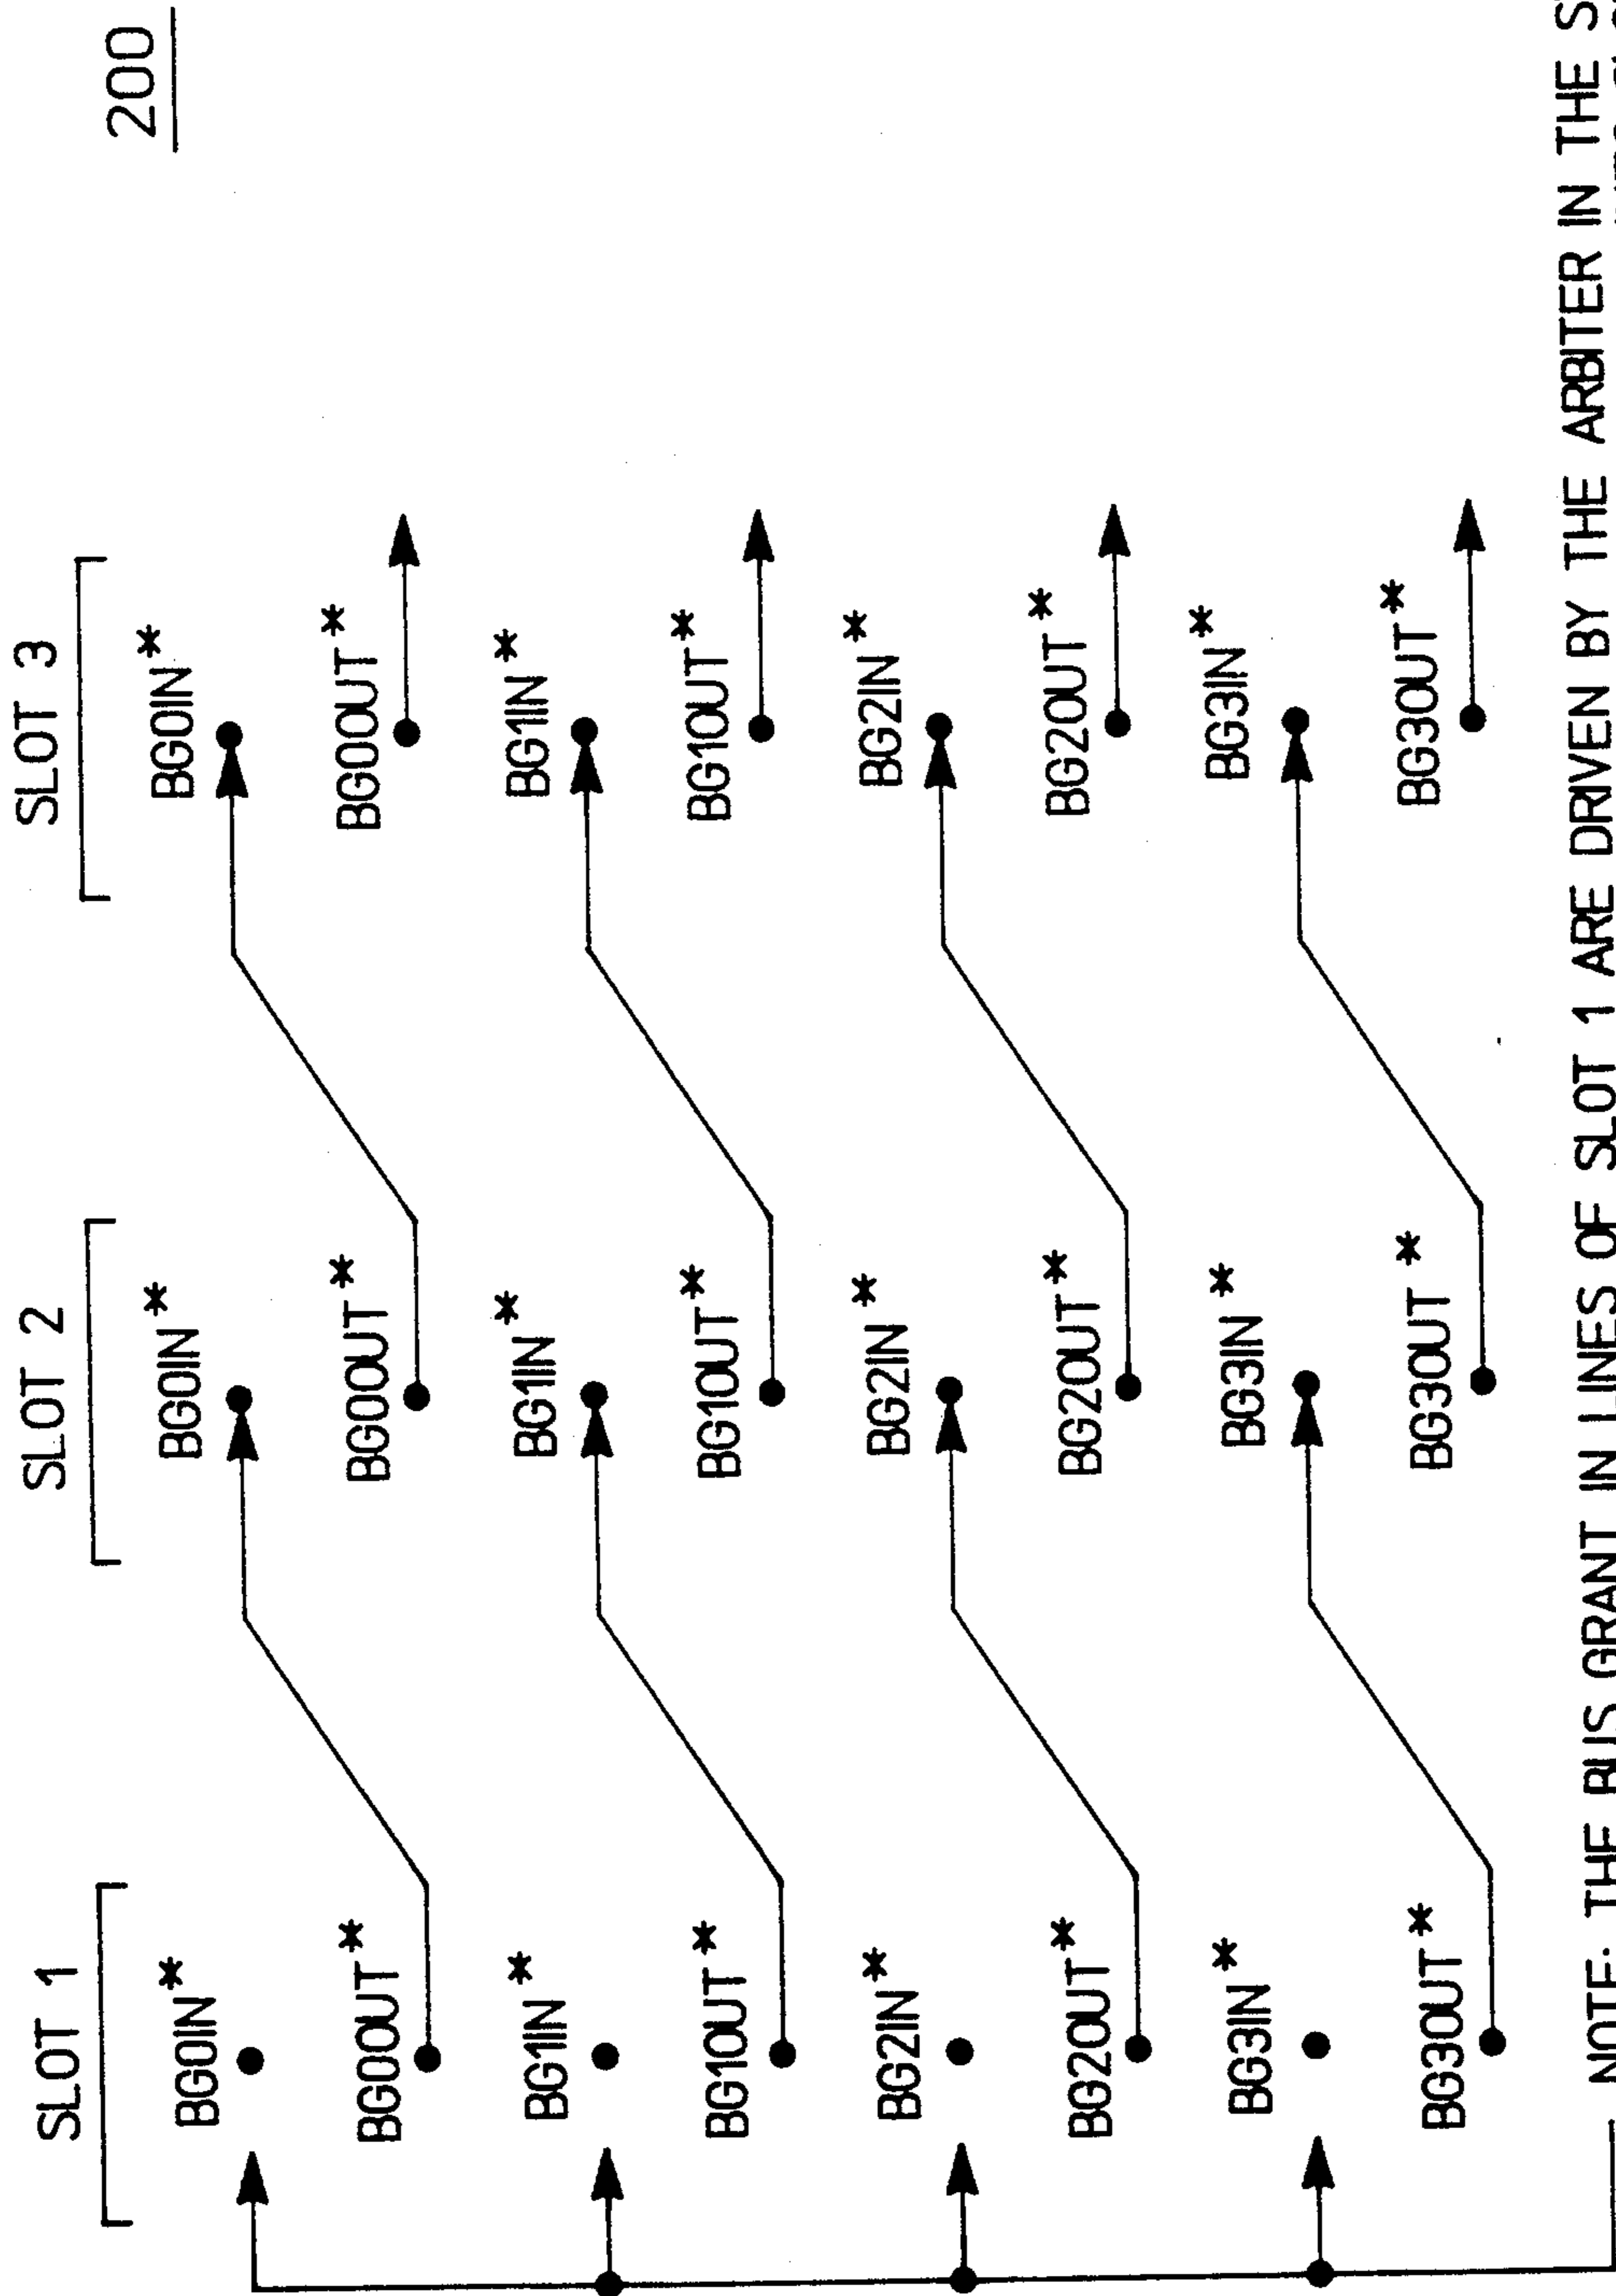 200
SLOT 1 SLOT 2 SLOT 3
BG0IN* BG0IN* BG0IN*
BG0OUT* BG0OUT* BG0OUT*
BG1IN* BG1IN* BG1IN*
BG1OUT* BG1OUT* BG1OUT*
BG2IN* BG2IN* BG2IN*
BG2OUT* BG2OUT* BG2OUT*
BG3IN* BG3IN* BG3IN*
BG3OUT* BG3OUT* BG3OUT*
NOTE: THE BUS GRANT IN LINES OF SLOT 1 ARE DRIVEN BY THE ARBITER IN THE